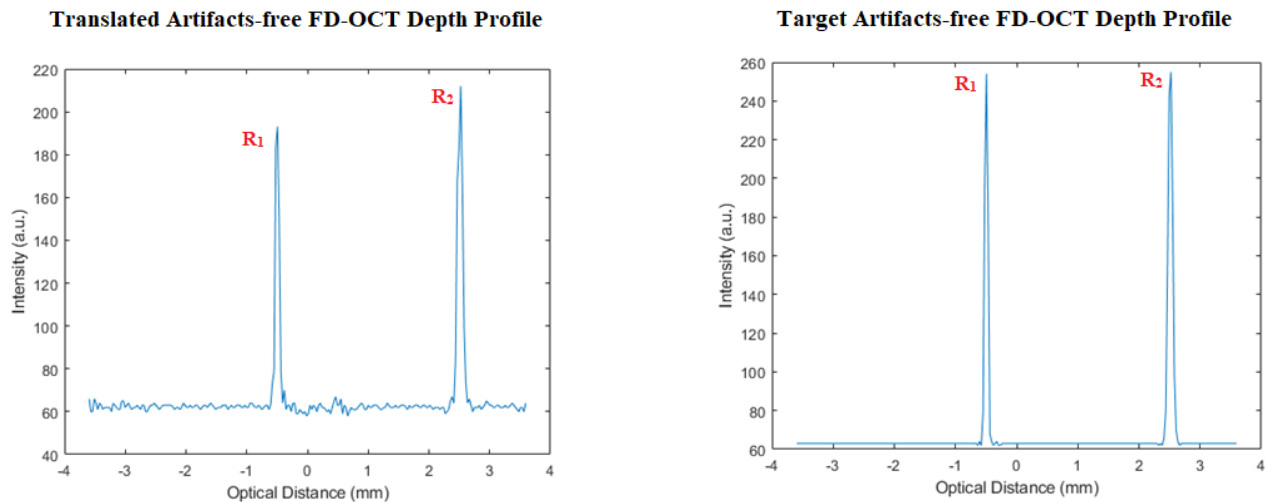 Translated Artifacts-free FD-OCT Depth Profile
220
200
180
160
140
120
100
80
60
40
-4 -3 -2 -1 0 1 2 3 4
Intensity (a.u.)
Optical Distance (mm)
R₁
R₂
Target Artifacts-free FD-OCT Depth Profile
260
240
220
200
180
160
140
120
100
80
60
-4 -3 -2 -1 0 1 2 3 4
Intensity (a.u.)
Optical Distance (mm)
R₁
R₂